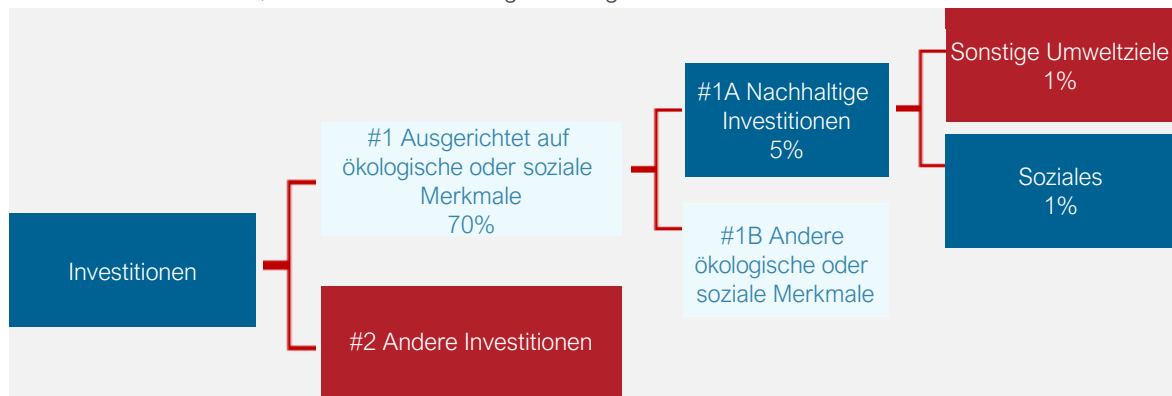 Investitionen
#1 Ausgerichtet auf
ökologische oder soziale
Merkmale
70%
#2 Andere Investitionen
#1A Nachhaltige
Investitionen
5%
#1B Andere
ökologische oder
soziale Merkmale
Sonstige Umweltziele
1%
Soziales
1%